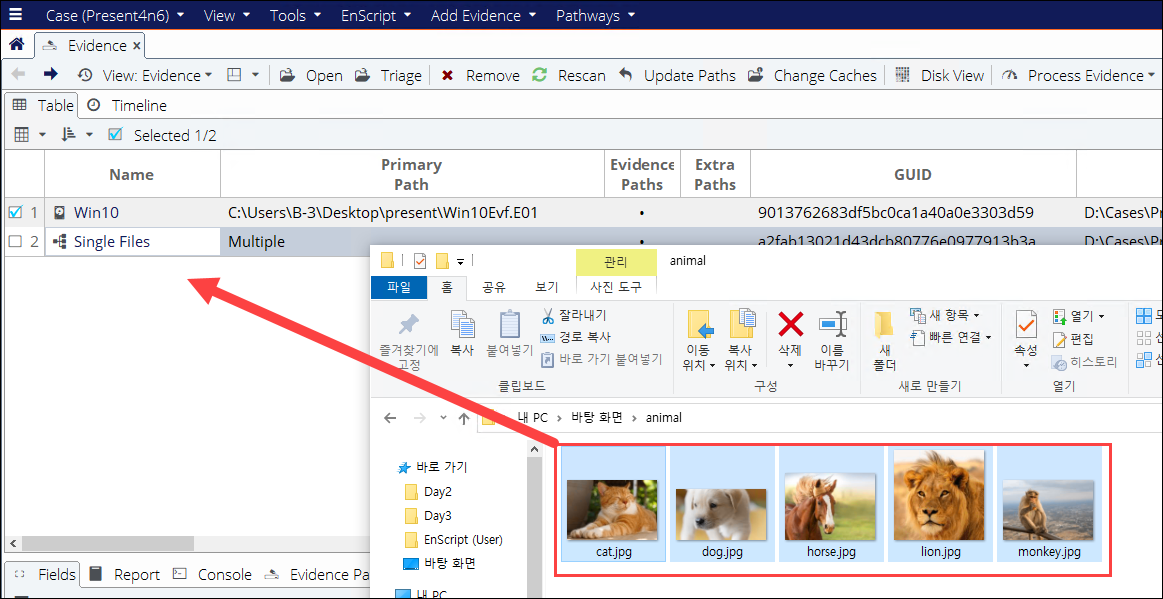 Case (Present4n6) View Tools EnScript Add Evidence Pathways
Evidence
View: Evidence Open Triage Remove Rescan Update Paths Change Caches Disk View Process Evidence
Table Timeline
Selected 1/2
Name Primary Path Evidence Paths Extra Paths GUID
1 Win10 C:\Users\B-3\Desktop\present\Win10Evf.E01 • 9013762683df5bc0ca1a40a0e3303d59 D:\Cases\Pr
2 Single Files Multiple • a2fab13021d43dcb80776e0977913b3a D:\Cases\Pr
관리 animal
파일 홈 공유 보기 사진 도구
즐겨찾기에 고정
복사
붙여넣기
잘라내기
경로 복사
바로 가기 붙여넣기
이동 위치
복사 위치
삭제
이름 바꾸기
새 폴더
새 항목
빠른 연결
속성
열기
편집
히스토리
클립보드 구성 새로 만들기 열기
내 PC > 바탕 화면 > animal
바로 가기
Day2
Day3
EnScript (User)
바탕 화면
내 PC
cat.jpg dog.jpg horse.jpg lion.jpg monkey.jpg
Fields Report Console Evidence Pa